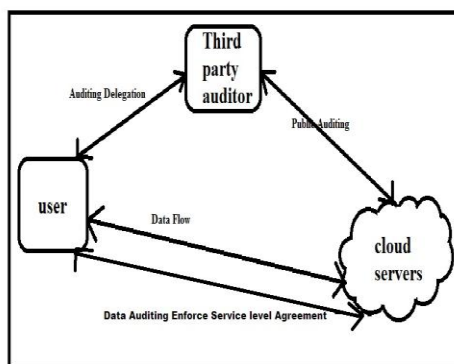 Third
party
auditor
Auditing Delegation
Public Auditing
user
Data Flow
cloud
servers
Data Auditing Enforce Service level Agreement